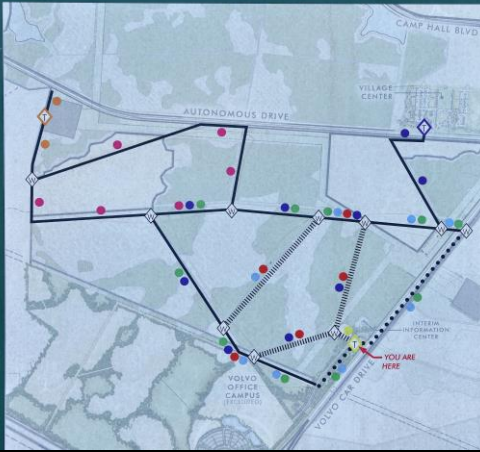 CAMP HALL BLVD
VILLAGE
CENTER
AUTONOMOUS DRIVE
T
T
W
W
W
W
W
W
W
W
W
W
INTERIM
INFORMATION
CENTER
T
YOU ARE
HERE
VOLVO
OFFICE
CAMPUS
VOLVO CAR DRIVE